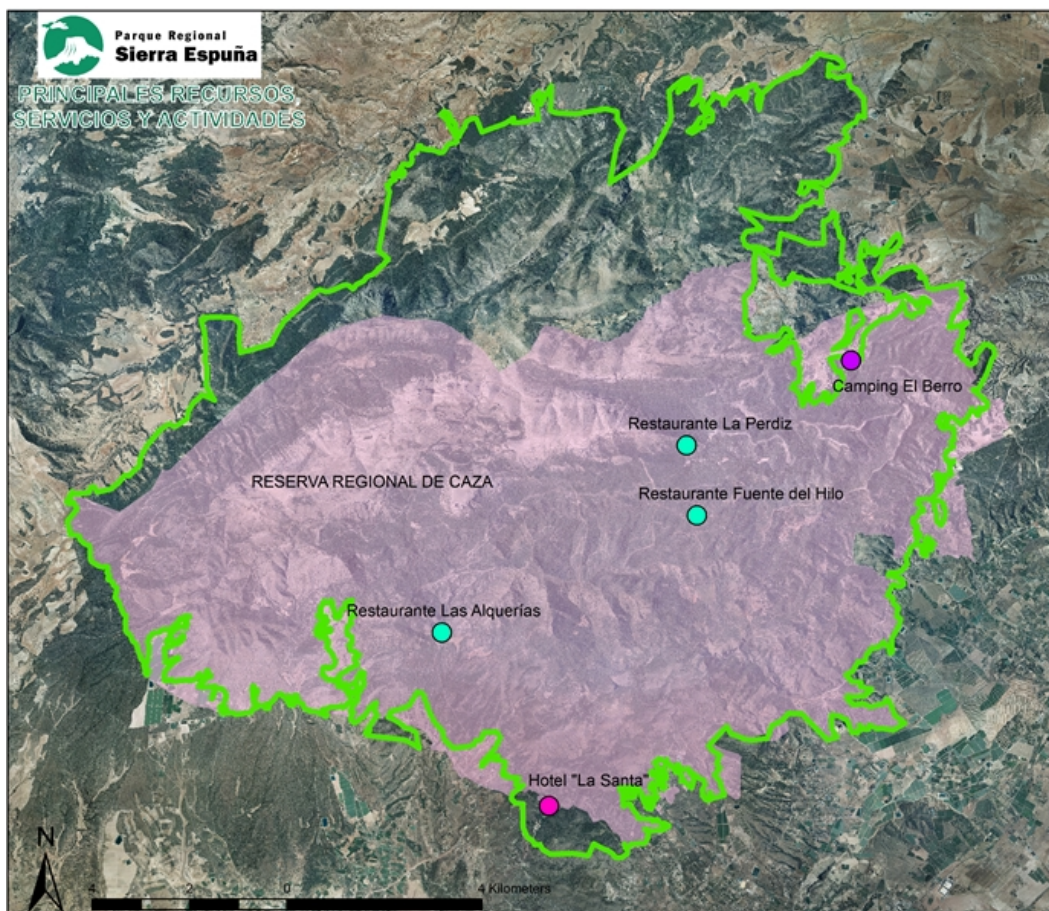 Parque Regional
Sierra Espuña
PRINCIPALES RECURSOS,
SERVICIOS Y ACTIVIDADES
Camping El Berro
Restaurante La Perdiz
RESERVA REGIONAL DE CAZA
Restaurante Fuente del Hilo
Restaurante Las Alquerías
Hotel "La Santa"
N
4 2 0 4 Kilometers